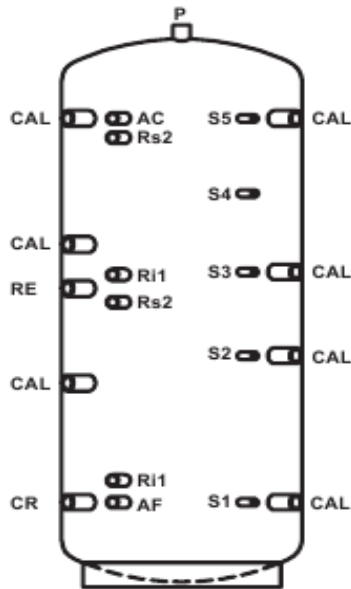 P
CAL AC S5 CAL
Rs2
S4
CAL
Ri1 S3 CAL
RE
Rs2
S2 CAL
CAL
Ri1
CR AF S1 CAL